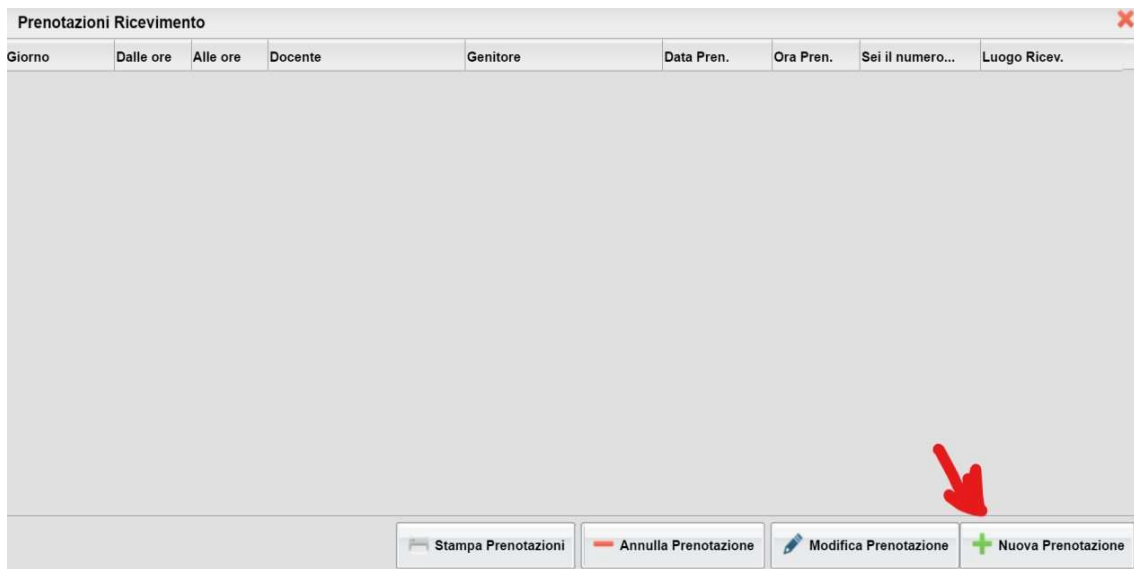 Prenotazioni Ricevimento
Giorno Dalle ore Alle ore Docente Genitore Data Pren. Ora Pren. Sei il numero... Luogo Ricev.
Stampa Prenotazioni Annulla Prenotazione Modifica Prenotazione Nuova Prenotazione